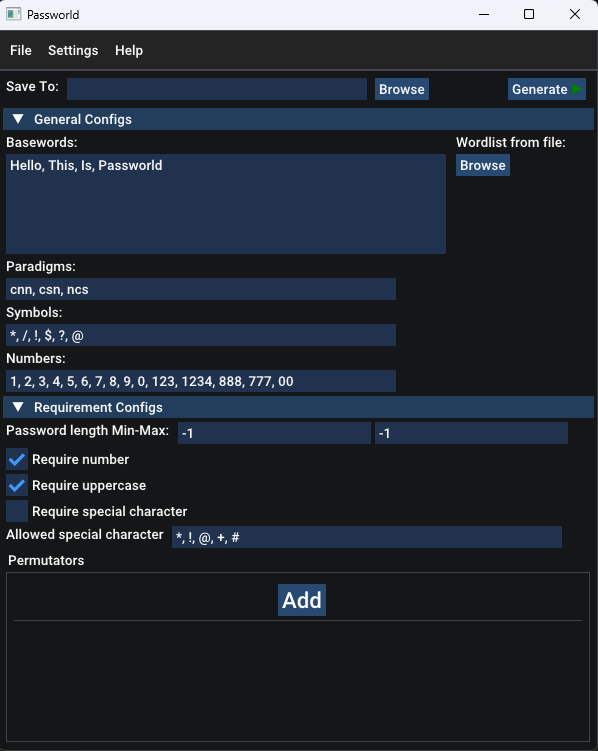 Passworld
File Settings Help
Save To: Browse Generate
General Configs
Basewords: Wordlist from file:
Hello, This, Is, Passworld Browse
Paradigms:
cnn, csn, ncs
Symbols:
*, /, !, $, ?, @
Numbers:
1, 2, 3, 4, 5, 6, 7, 8, 9, 0, 123, 1234, 888, 777, 00
Requirement Configs
Password length Min-Max: -1 -1
Require number
Require uppercase
Require special character
Allowed special character *, !, @, +, #
Permutators
Add